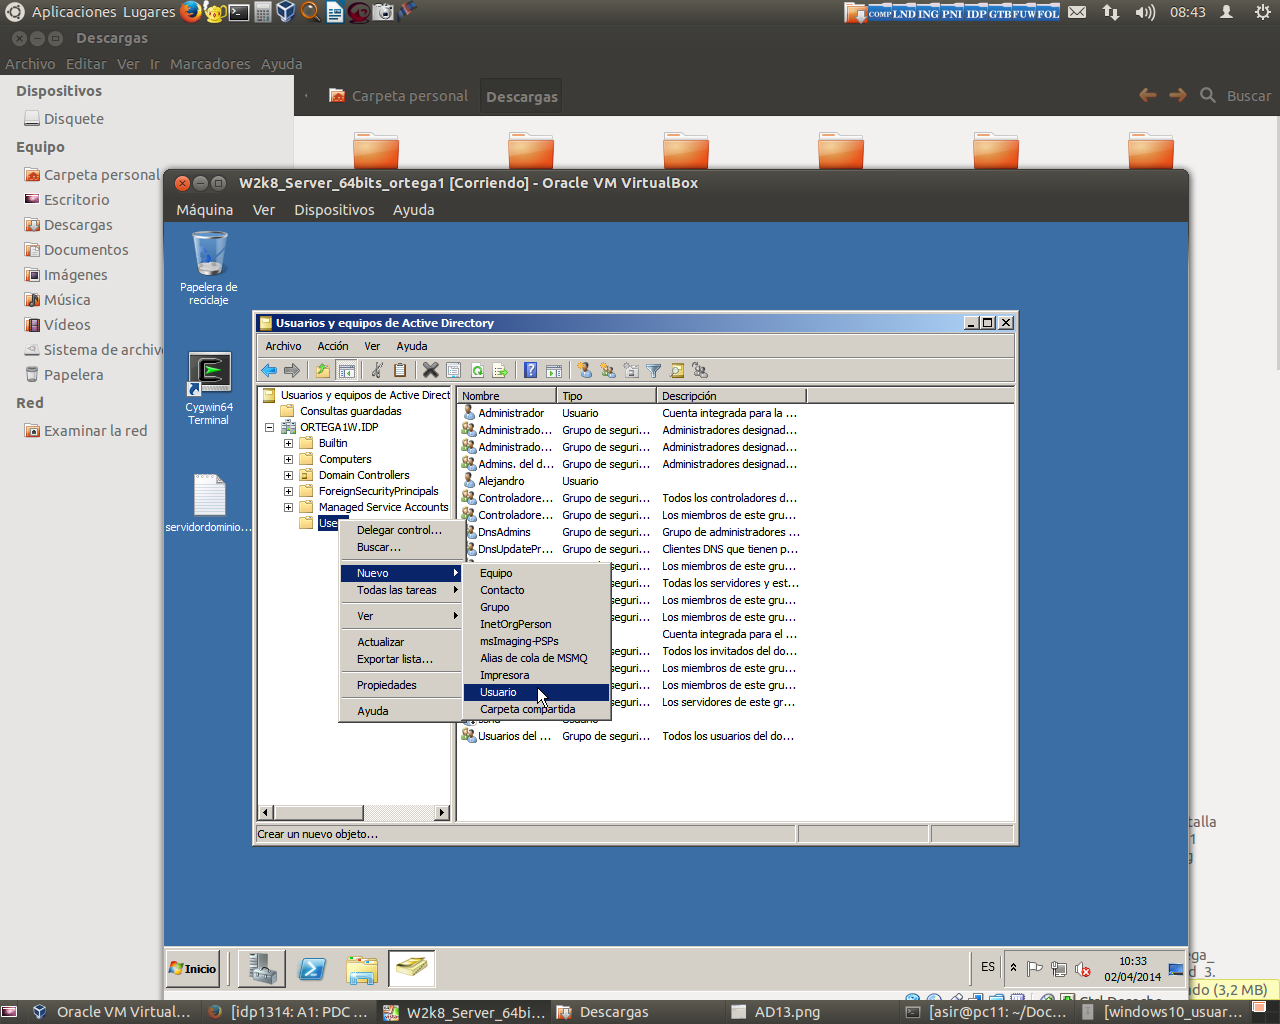 Aplicaciones Lugares
COMP LND ING PNI IDP GTB FUW FOL
08:43
Descargas
Archivo Editar Ver Ir Marcadores Ayuda
Dispositivos
Disquete
Equipo
Carpeta personal
Escritorio
Descargas
Documentos
Imágenes
Música
Vídeos
Sistema de archiv
Papelera
Red
Examinar la red
Carpeta personal
Descargas
Buscar
W2k8_Server_64bits_ortega1 [Corriendo] - Oracle VM VirtualBox
Máquina Ver Dispositivos Ayuda
Papelera de
reciclaje
Cygwin64
Terminal
servidordominio...
Usuarios y equipos de Active Directory
Archivo Acción Ver Ayuda
Usuarios y equipos de Active Direct
Consultas guardadas
ORTEGA1W.IDP
Builtin
Computers
Domain Controllers
ForeignSecurityPrincipals
Managed Service Accounts
Use
Nombre Tipo Descripción
Administrador Usuario Cuenta integrada para la ...
Administrado... Grupo de seguri... Administradores designad...
Administrado... Grupo de seguri... Administradores designad...
Admins. del d... Grupo de seguri... Administradores designad...
Alejandro Usuario
Controladore... Grupo de seguri... Todos los controladores d...
Controladore... Grupo de seguri... Los miembros de este gru...
DnsAdmins Grupo de seguri... Grupo de administradores ...
DnsUpdatePr... Grupo de seguri... Clientes DNS que tienen p...
seguri... Los miembros de este gru...
seguri... Todas los servidores y est...
seguri... Los miembros de este gru...
seguri... Los miembros de este gru...
Cuenta integrada para el ...
seguri... Todos los invitados del do...
seguri... Los miembros de este gru...
seguri... Los miembros de este gru...
seguri... Los servidores de este gr...
Usuario
Usuarios del ... Grupo de seguri... Todos los usuarios del do...
Delegar control...
Buscar...
Nuevo
Todas las tareas
Ver
Actualizar
Exportar lista...
Propiedades
Ayuda
Equipo
Contacto
Grupo
InetOrgPerson
msImaging-PSPs
Alias de cola de MSMQ
Impresora
Usuario
Carpeta compartida
Crear un nuevo objeto...
Inicio
ES
10:33
02/04/2014
Ctrl Derecho
talla
1
g
ega_
d 3.
ado (3,2 MB)
Oracle VM Virtual...
[idp1314: A1: PDC ...
W2k8_Server_64bi...
Descargas
AD13.png
[asir@pc11: ~/Doc...
[windows10_usuar...